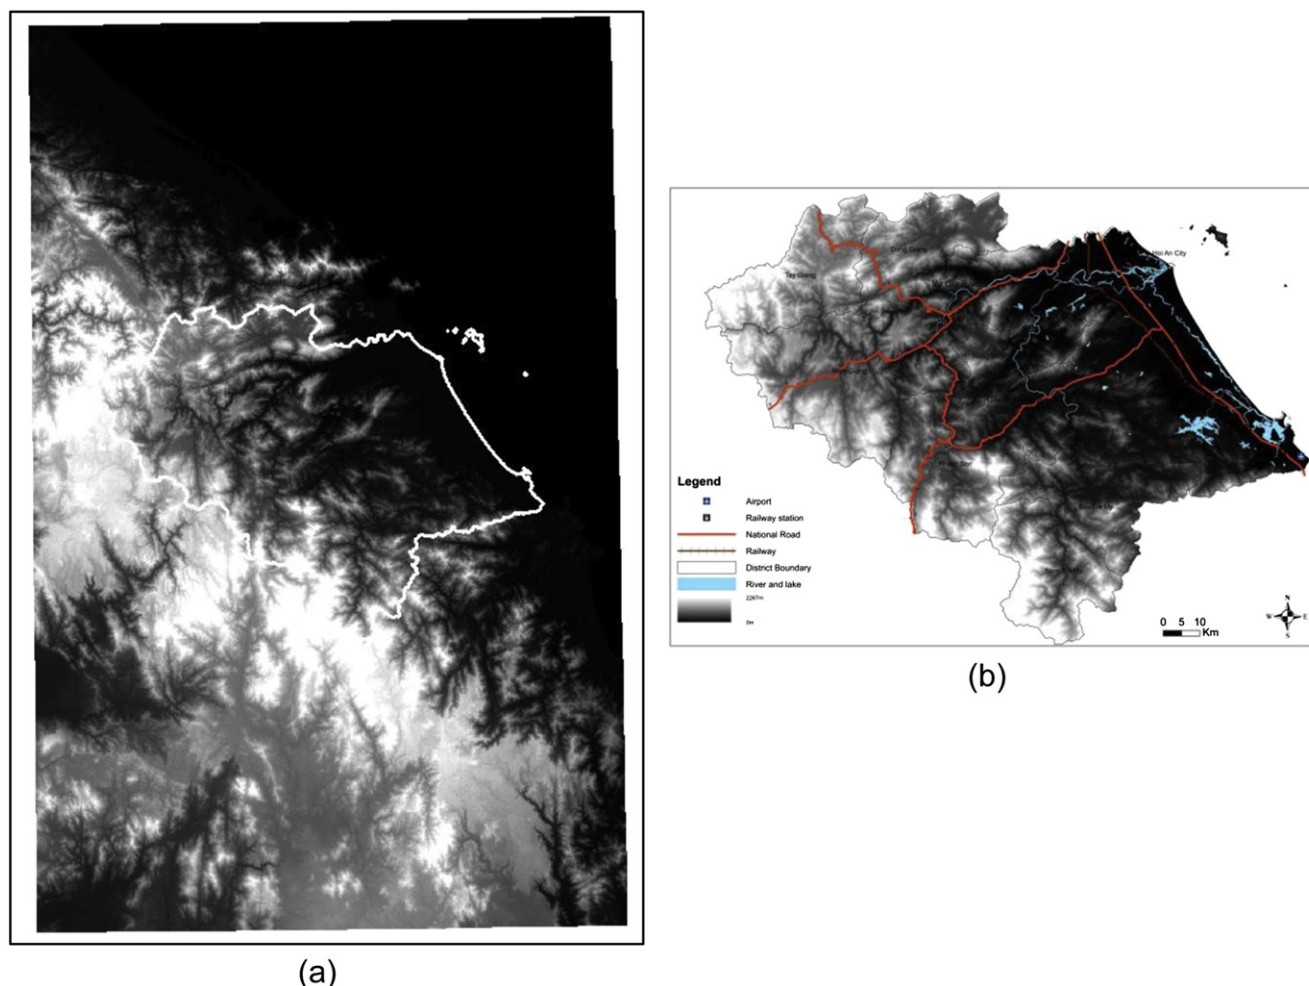 Dong Giang
Hoi An City
Tay Giang
Legend
Airport
Railway station
National Road
Railway
District Boundary
River and lake
2267m
0m
0 5 10
Km
N
W E
S
(b)
(a)